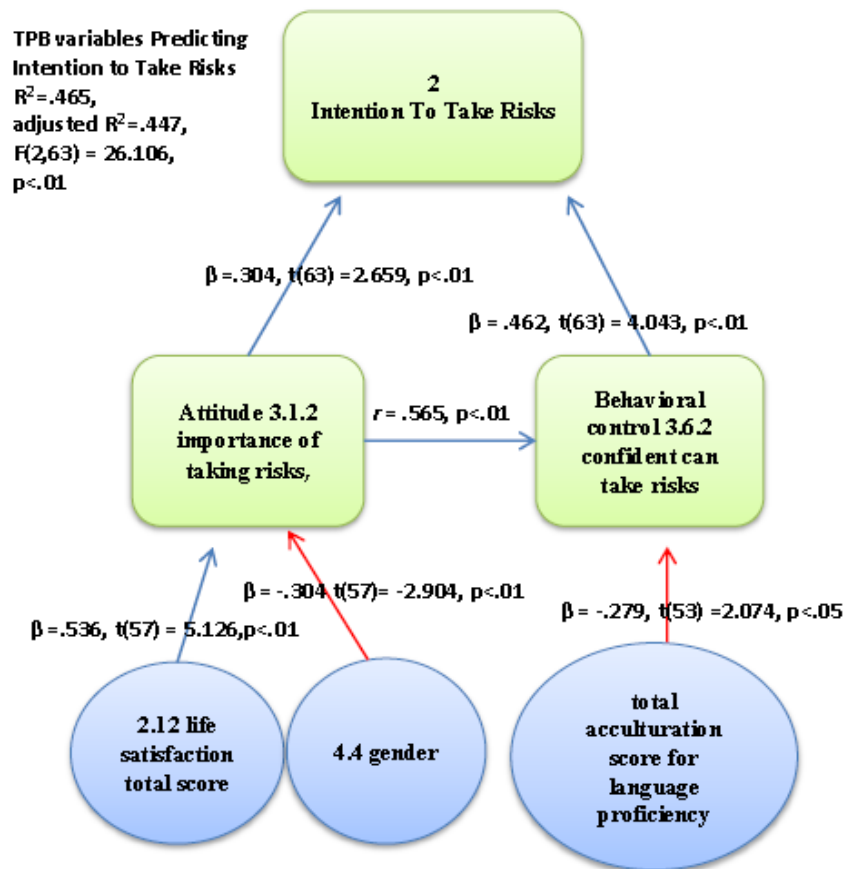 TPB variables Predicting
Intention to Take Risks
R²=.465,
adjusted R²=.447,
F(2,63) = 26.106,
p<.01
2
Intention To Take Risks
β =.304, t(63) =2.659, p<.01
β = .462, t(63) = 4.043, p<.01
Attitude 3.1.2
importance of
taking risks,
r = .565, p<.01
Behavioral
control 3.6.2
confident can
take risks
β = -.304 t(57)= -2.904, p<.01
β =.536, t(57) = 5.126,p<.01
β = -.279, t(53) =2.074, p<.05
2.12 life
satisfaction
total score
4.4 gender
total
acculturation
score for
language
proficiency